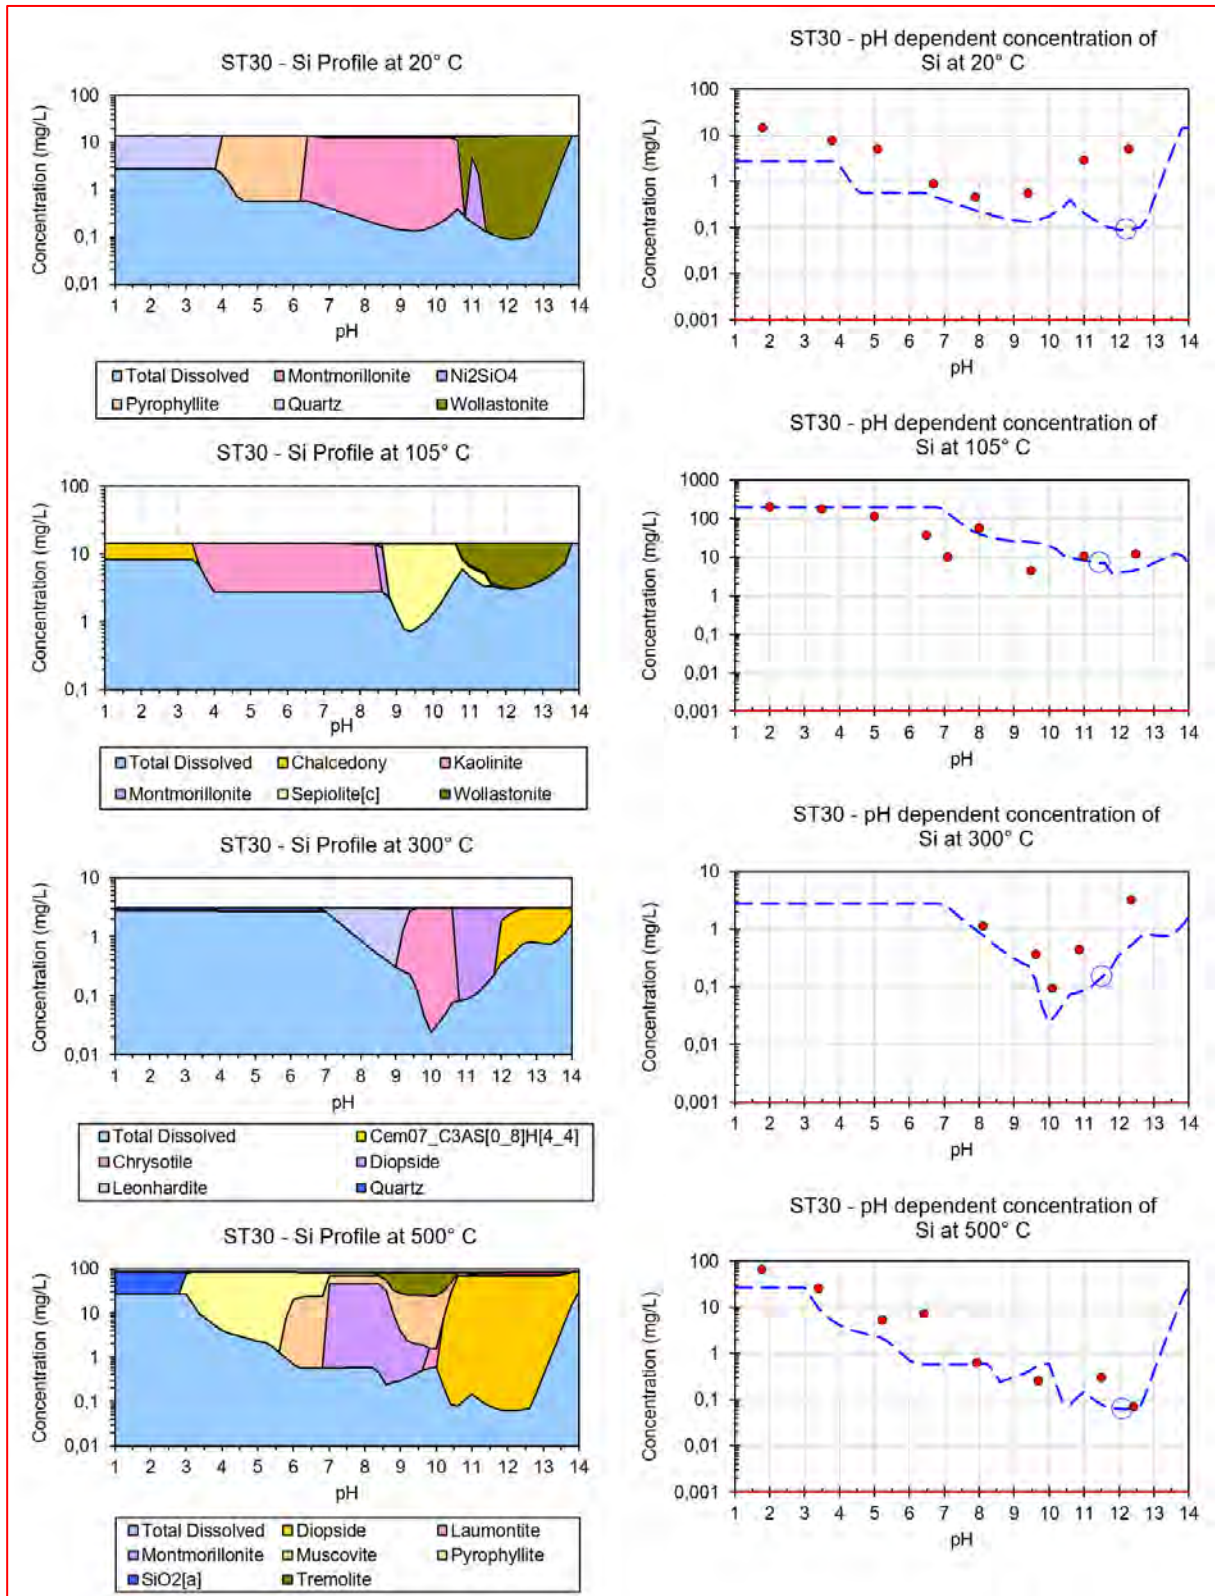 ST30 - Si Profile at 20° C
Concentration (mg/L)
100
10
1
0,1
0,01
1 2 3 4 5 6 7 8 9 10 11 12 13 14
pH
Total Dissolved Montmorillonite Ni2SiO4
Pyrophyllite Quartz Wollastonite
ST30 - pH dependent concentration of
Si at 20° C
Concentration (mg/L)
100
10
1
0,1
0,01
0,001
1 2 3 4 5 6 7 8 9 10 11 12 13 14
pH
ST30 - Si Profile at 105° C
Concentration (mg/L)
100
10
1
0,1
1 2 3 4 5 6 7 8 9 10 11 12 13 14
pH
Total Dissolved Chalcedony Kaolinite
Montmorillonite Sepiolite[c] Wollastonite
ST30 - pH dependent concentration of
Si at 105° C
Concentration (mg/L)
1000
100
10
1
0,1
0,01
0,001
1 2 3 4 5 6 7 8 9 10 11 12 13 14
pH
ST30 - Si Profile at 300° C
Concentration (mg/L)
10
1
0,1
0,01
1 2 3 4 5 6 7 8 9 10 11 12 13 14
pH
Total Dissolved Cem07_C3AS[0_8]H[4_4]
Chrysotile Diopside
Leonhardite Quartz
ST30 - pH dependent concentration of
Si at 300° C
Concentration (mg/L)
10
1
0,1
0,01
0,001
1 2 3 4 5 6 7 8 9 10 11 12 13 14
pH
ST30 - Si Profile at 500° C
Concentration (mg/L)
100
10
1
0,1
0,01
1 2 3 4 5 6 7 8 9 10 11 12 13 14
pH
Total Dissolved Diopside Laumontite
Montmorillonite Muscovite Pyrophyllite
SiO2[a] Tremolite
ST30 - pH dependent concentration of
Si at 500° C
Concentration (mg/L)
100
10
1
0,1
0,01
0,001
1 2 3 4 5 6 7 8 9 10 11 12 13 14
pH